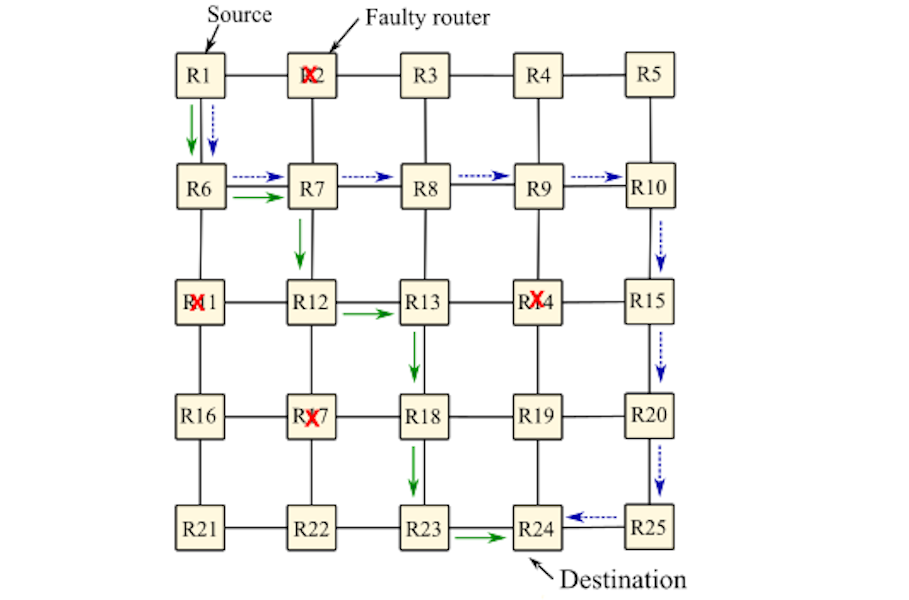 Source
Faulty router
R1
R2
R3
R4
R5
R6
R7
R8
R9
R10
R11
R12
R13
R14
R15
R16
R17
R18
R19
R20
R21
R22
R23
R24
R25
Destination